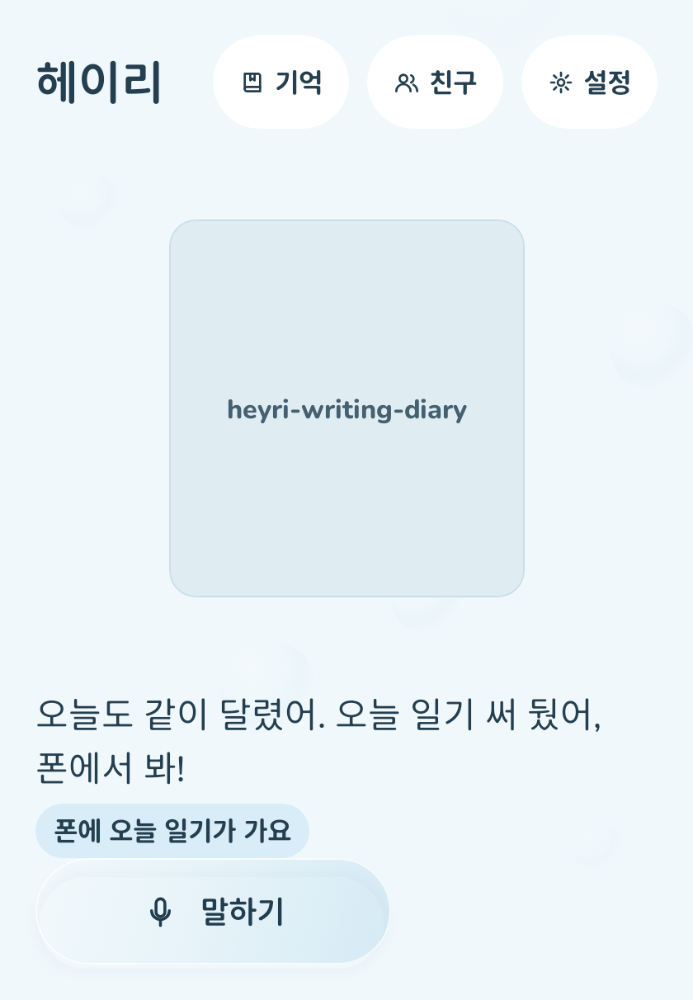 헤이리
기억
친구
설정
heyri-writing-diary
오늘도 같이 달렸어. 오늘 일기 써 뒀어,
폰에서 봐!
폰에 오늘 일기가 가요
말하기